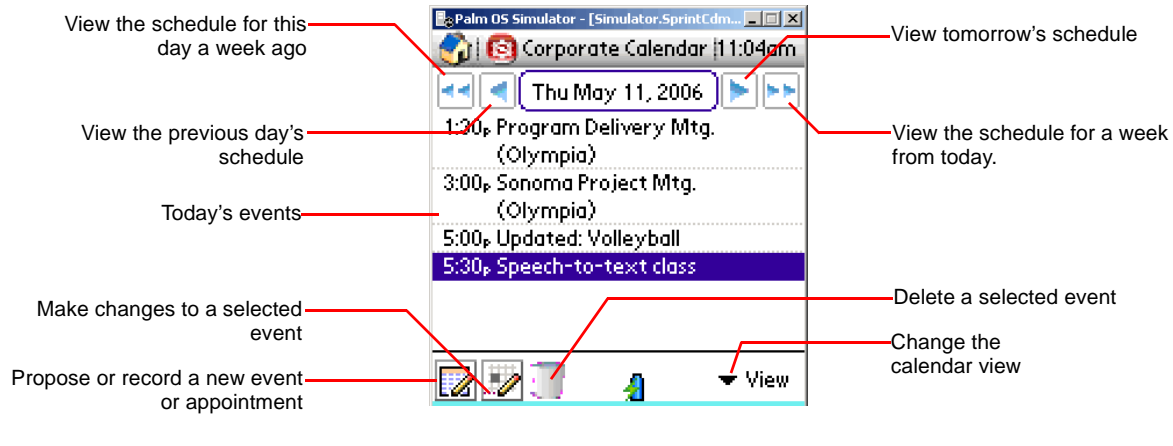 View the schedule for this
day a week ago
View the previous day's
schedule
Today's events
Make changes to a selected
event
Propose or record a new event
or appointment
Palm OS Simulator - [Simulator.SprintCdm...
Corporate Calendar 11:04am
Thu May 11, 2006
1:30p Program Delivery Mtg.
(Olympia)
3:00p Sonoma Project Mtg.
(Olympia)
5:00p Updated: Volleyball
5:30p Speech-to-text class
View
View tomorrow's schedule
View the schedule for a week
from today.
Delete a selected event
Change the
calendar view